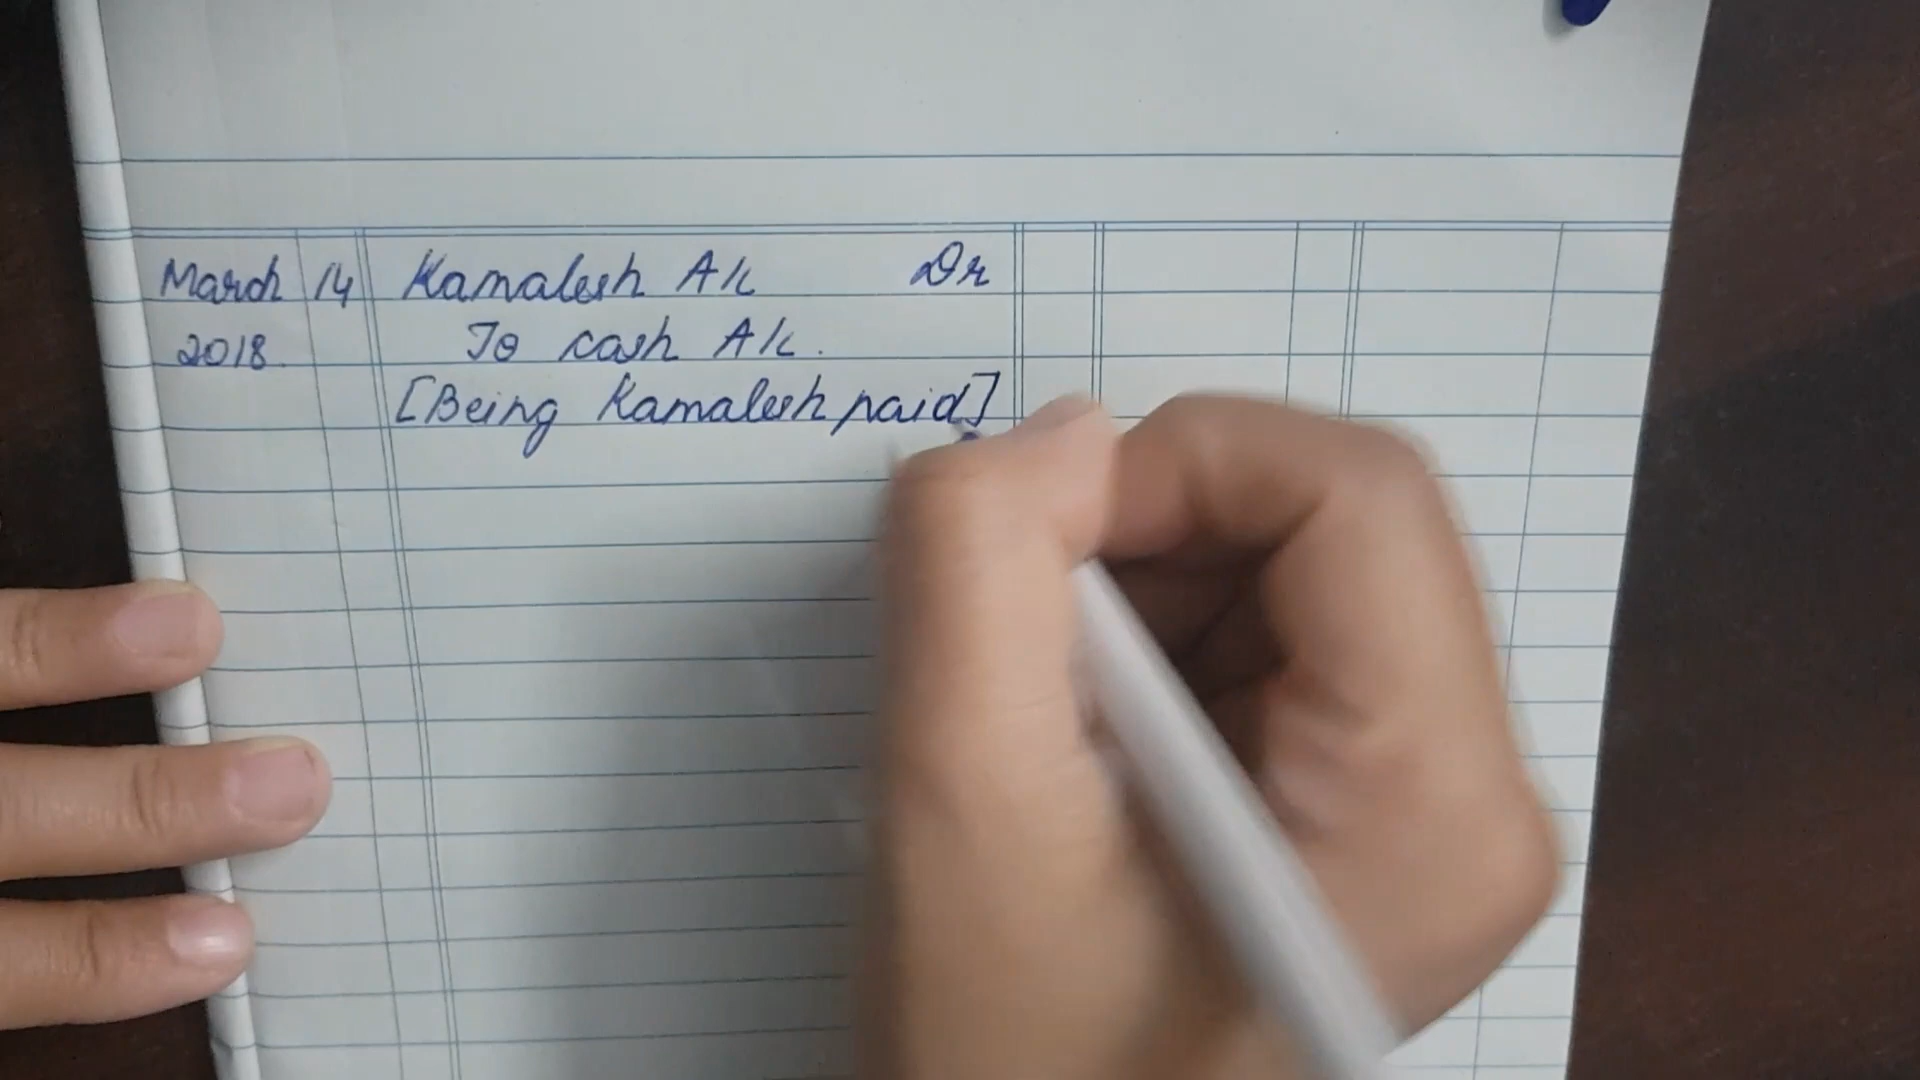 March 14 Kamalesh A/c Dr
2018 To cash A/c.
[Being Kamalesh paid]